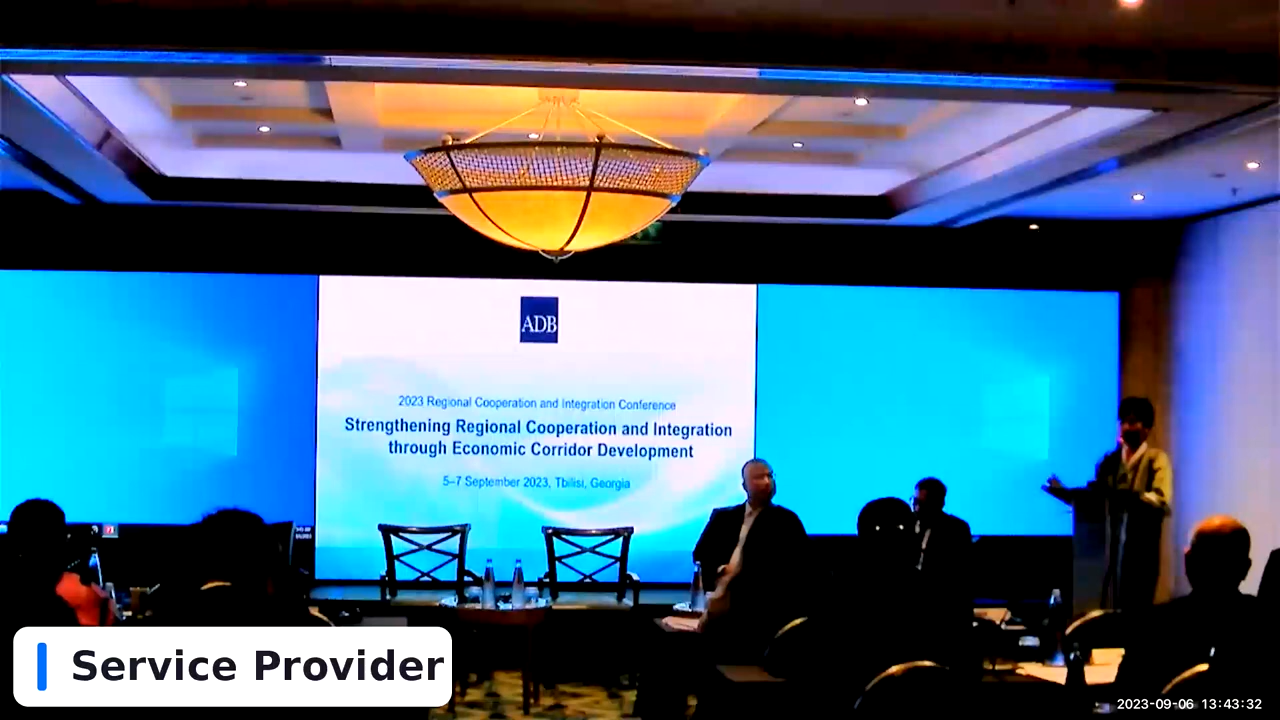 ADB
2023 Regional Cooperation and Integration Conference
Strengthening Regional Cooperation and Integration
through Economic Corridor Development
5–7 September 2023, Tbilisi, Georgia
Service Provider
2023-09-06 13:43:32